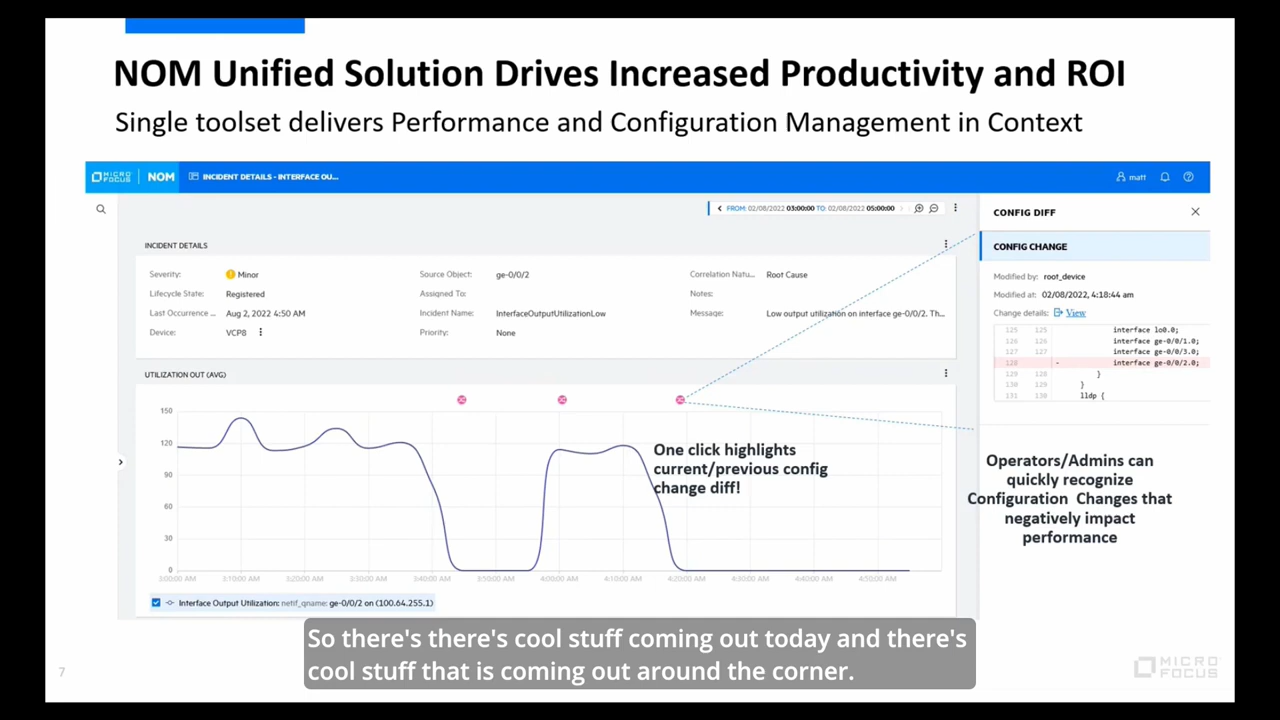 NOM Unified Solution Drives Increased Productivity and ROI
Single toolset delivers Performance and Configuration Management in Context
MICRO FOCUS | NOM INCIDENT DETAILS - INTERFACE OU... matt
FROM: 02/08/2022 03:00:00 TO: 02/08/2022 05:00:00
INCIDENT DETAILS
Severity: Minor Source Object: ge-0/0/2 Correlation Natu... Root Cause
Lifecycle State: Registered Assigned To: Notes:
Last Occurrence ... Aug 2, 2022 4:50 AM Incident Name: InterfaceOutputUtilizationLow Message: Low output utilization on interface ge-0/0/2. Th...
Device: VCP8 Priority: None
UTILIZATION OUT (AVG)
150
120
90
60
30
0
3:00:00 AM 3:10:00 AM 3:20:00 AM 3:30:00 AM 3:40:00 AM 3:50:00 AM 4:00:00 AM 4:10:00 AM 4:20:00 AM 4:30:00 AM 4:40:00 AM 4:50:00 AM
One click highlights
current/previous config
change diff!
Interface Output Utilization: netif_qname: ge-0/0/2 on (100.64.255.1)
CONFIG DIFF
CONFIG CHANGE
Modified by: root_device
Modified at: 02/08/2022, 4:18:44 am
Change details: View
125 125 interface lo0.0;
126 126 interface ge-0/0/1.0;
127 127 interface ge-0/0/3.0;
128 - interface ge-0/0/2.0;
129 128 }
130 129 }
131 130 lldp {
Operators/Admins can
quickly recognize
Configuration Changes that
negatively impact
performance
So there's there's cool stuff coming out today and there's
cool stuff that is coming out around the corner.
7
MICRO
FOCUS